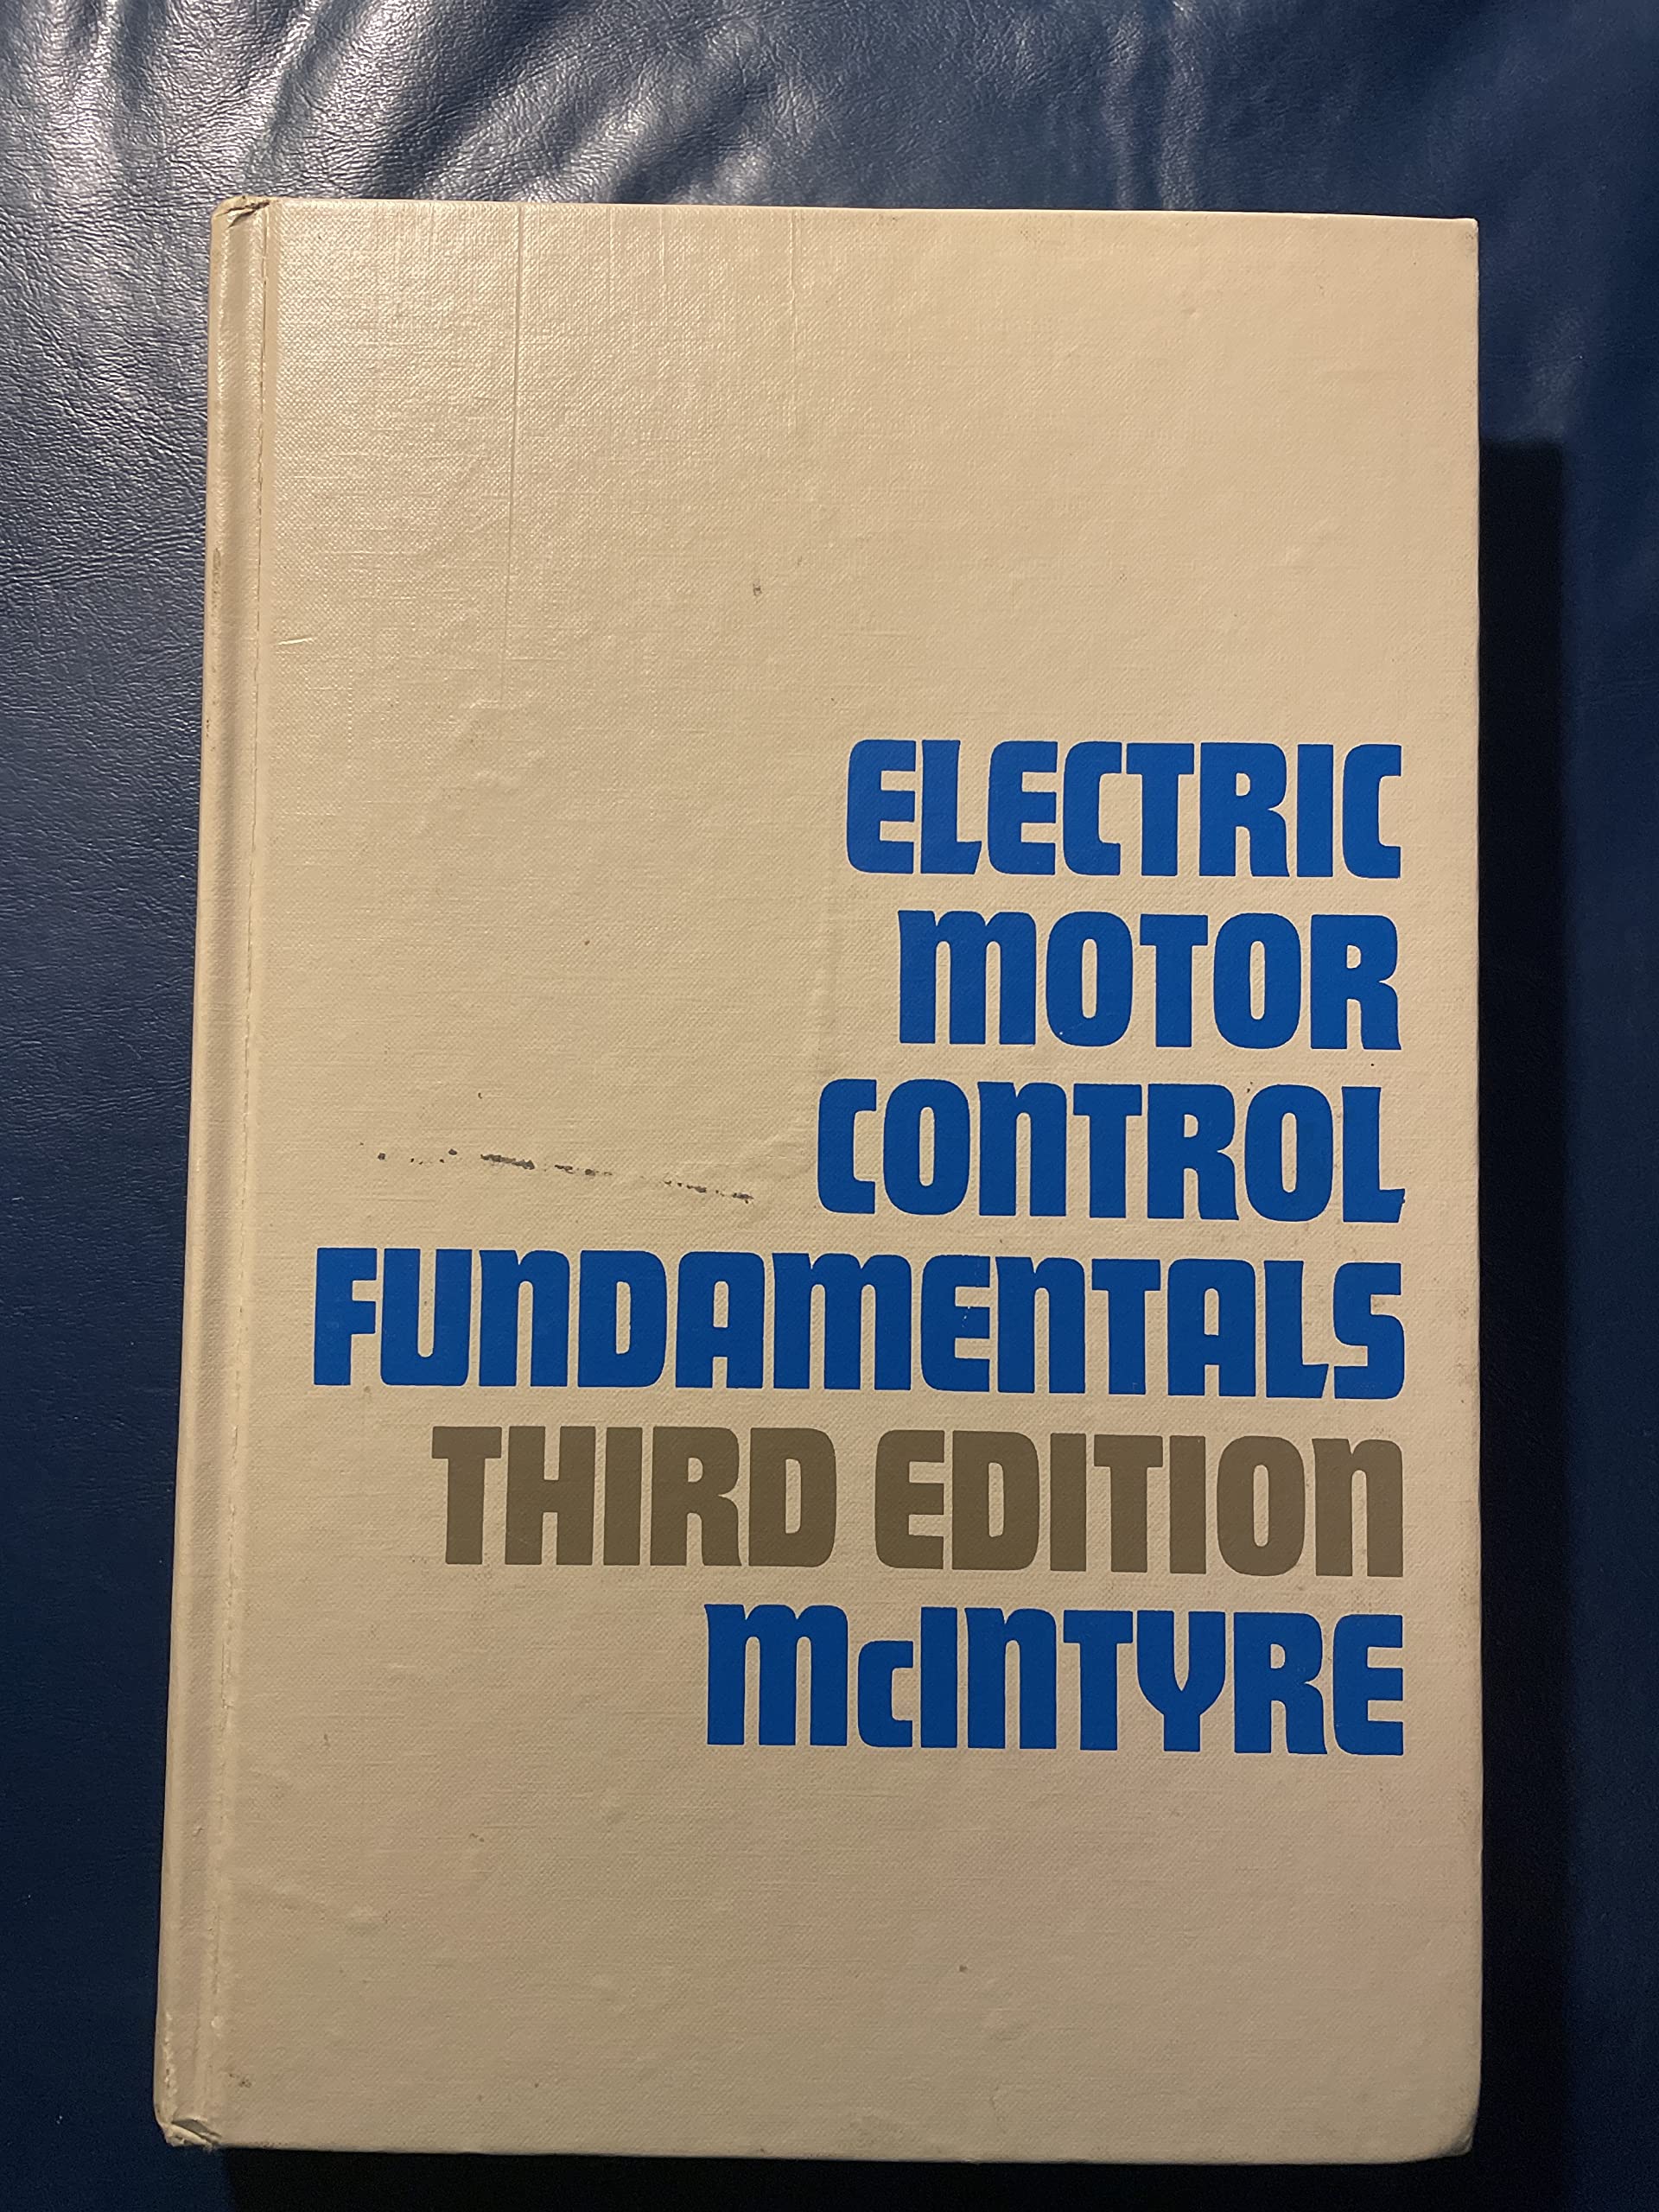 ELECTRIC
MOTOR
CONTROL
FUNDAMENTALS
THIRD EDITION
McINTYRE